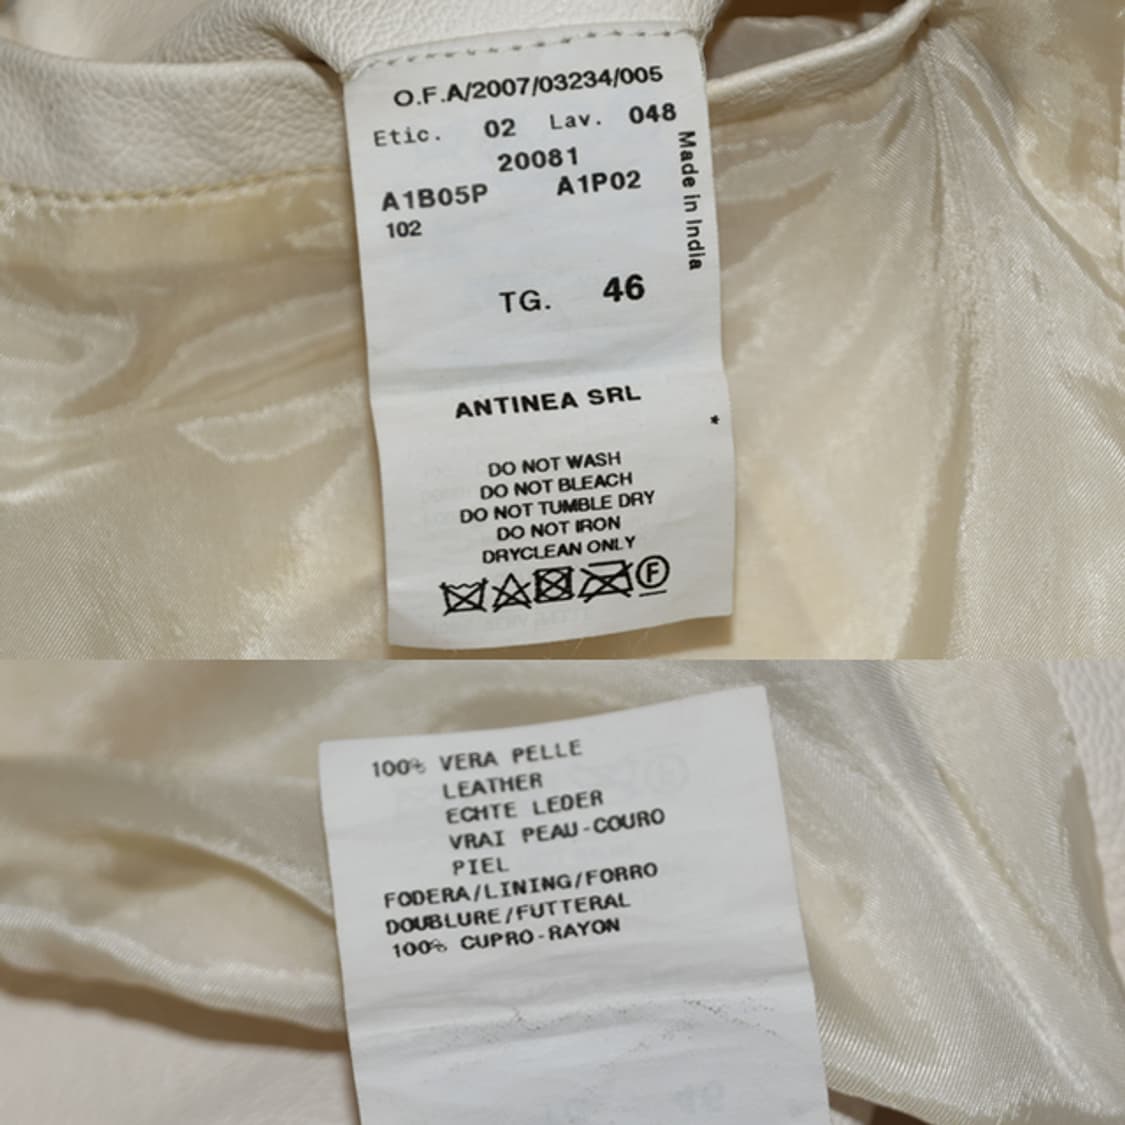 O.F.A/2007/03234/005
Etic. 02 Lav. 048
20081
A1B05P A1P02
102
Made in India
TG. 46
ANTINEA SRL
*
DO NOT WASH
DO NOT BLEACH
DO NOT TUMBLE DRY
DO NOT IRON
DRYCLEAN ONLY
F
100% VERA PELLE
LEATHER
ECHTE LEDER
VRAI PEAU-COURO
PIEL
FODERA/LINING/FORRO
DOUBLURE/FUTTERAL
100% CUPRO-RAYON